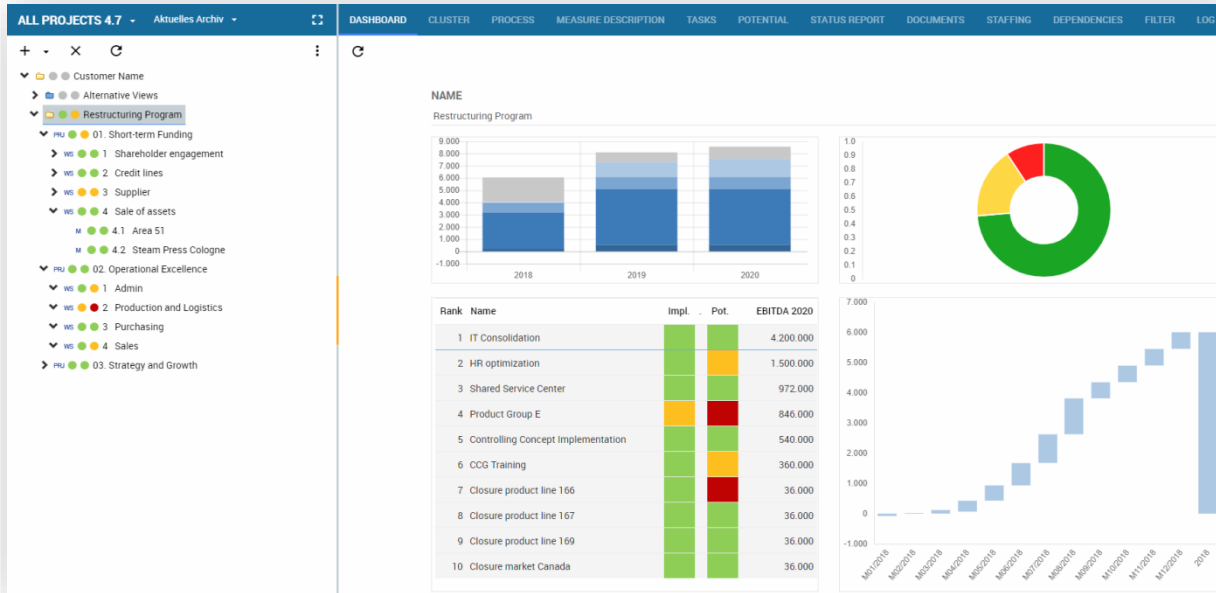 ALL PROJECTS 4.7 Aktuelles Archiv
DASHBOARD CLUSTER PROCESS MEASURE DESCRIPTION TASKS POTENTIAL STATUS REPORT DOCUMENTS STAFFING DEPENDENCIES FILTER LOG
Customer Name
Alternative Views
Restructuring Program
PRJ 01. Short-term Funding
WS 1 Shareholder engagement
WS 2 Credit lines
WS 3 Supplier
WS 4 Sale of assets
M 4.1 Area 51
M 4.2 Steam Press Cologne
PRJ 02. Operational Excellence
WS 1 Admin
WS 2 Production and Logistics
WS 3 Purchasing
WS 4 Sales
PRJ 03. Strategy and Growth
NAME
Restructuring Program
9.000
8.000
7.000
6.000
5.000
4.000
3.000
2.000
1.000
0
-1.000
2018 2019 2020
1.0
0.9
0.8
0.7
0.6
0.5
0.4
0.3
0.2
0.1
0
Rank Name Impl. . Pot. EBITDA 2020
1 IT Consolidation 4.200.000
2 HR optimization 1.500.000
3 Shared Service Center 972.000
4 Product Group E 846.000
5 Controlling Concept Implementation 540.000
6 CCG Training 360.000
7 Closure product line 166 36.000
8 Closure product line 167 36.000
9 Closure product line 169 36.000
10 Closure market Canada 36.000
7.000
6.000
5.000
4.000
3.000
2.000
1.000
0
-1.000
M01/2018 M02/2018 M03/2018 M04/2018 M05/2018 M06/2018 M07/2018 M08/2018 M09/2018 M10/2018 M11/2018 M12/2018 2018